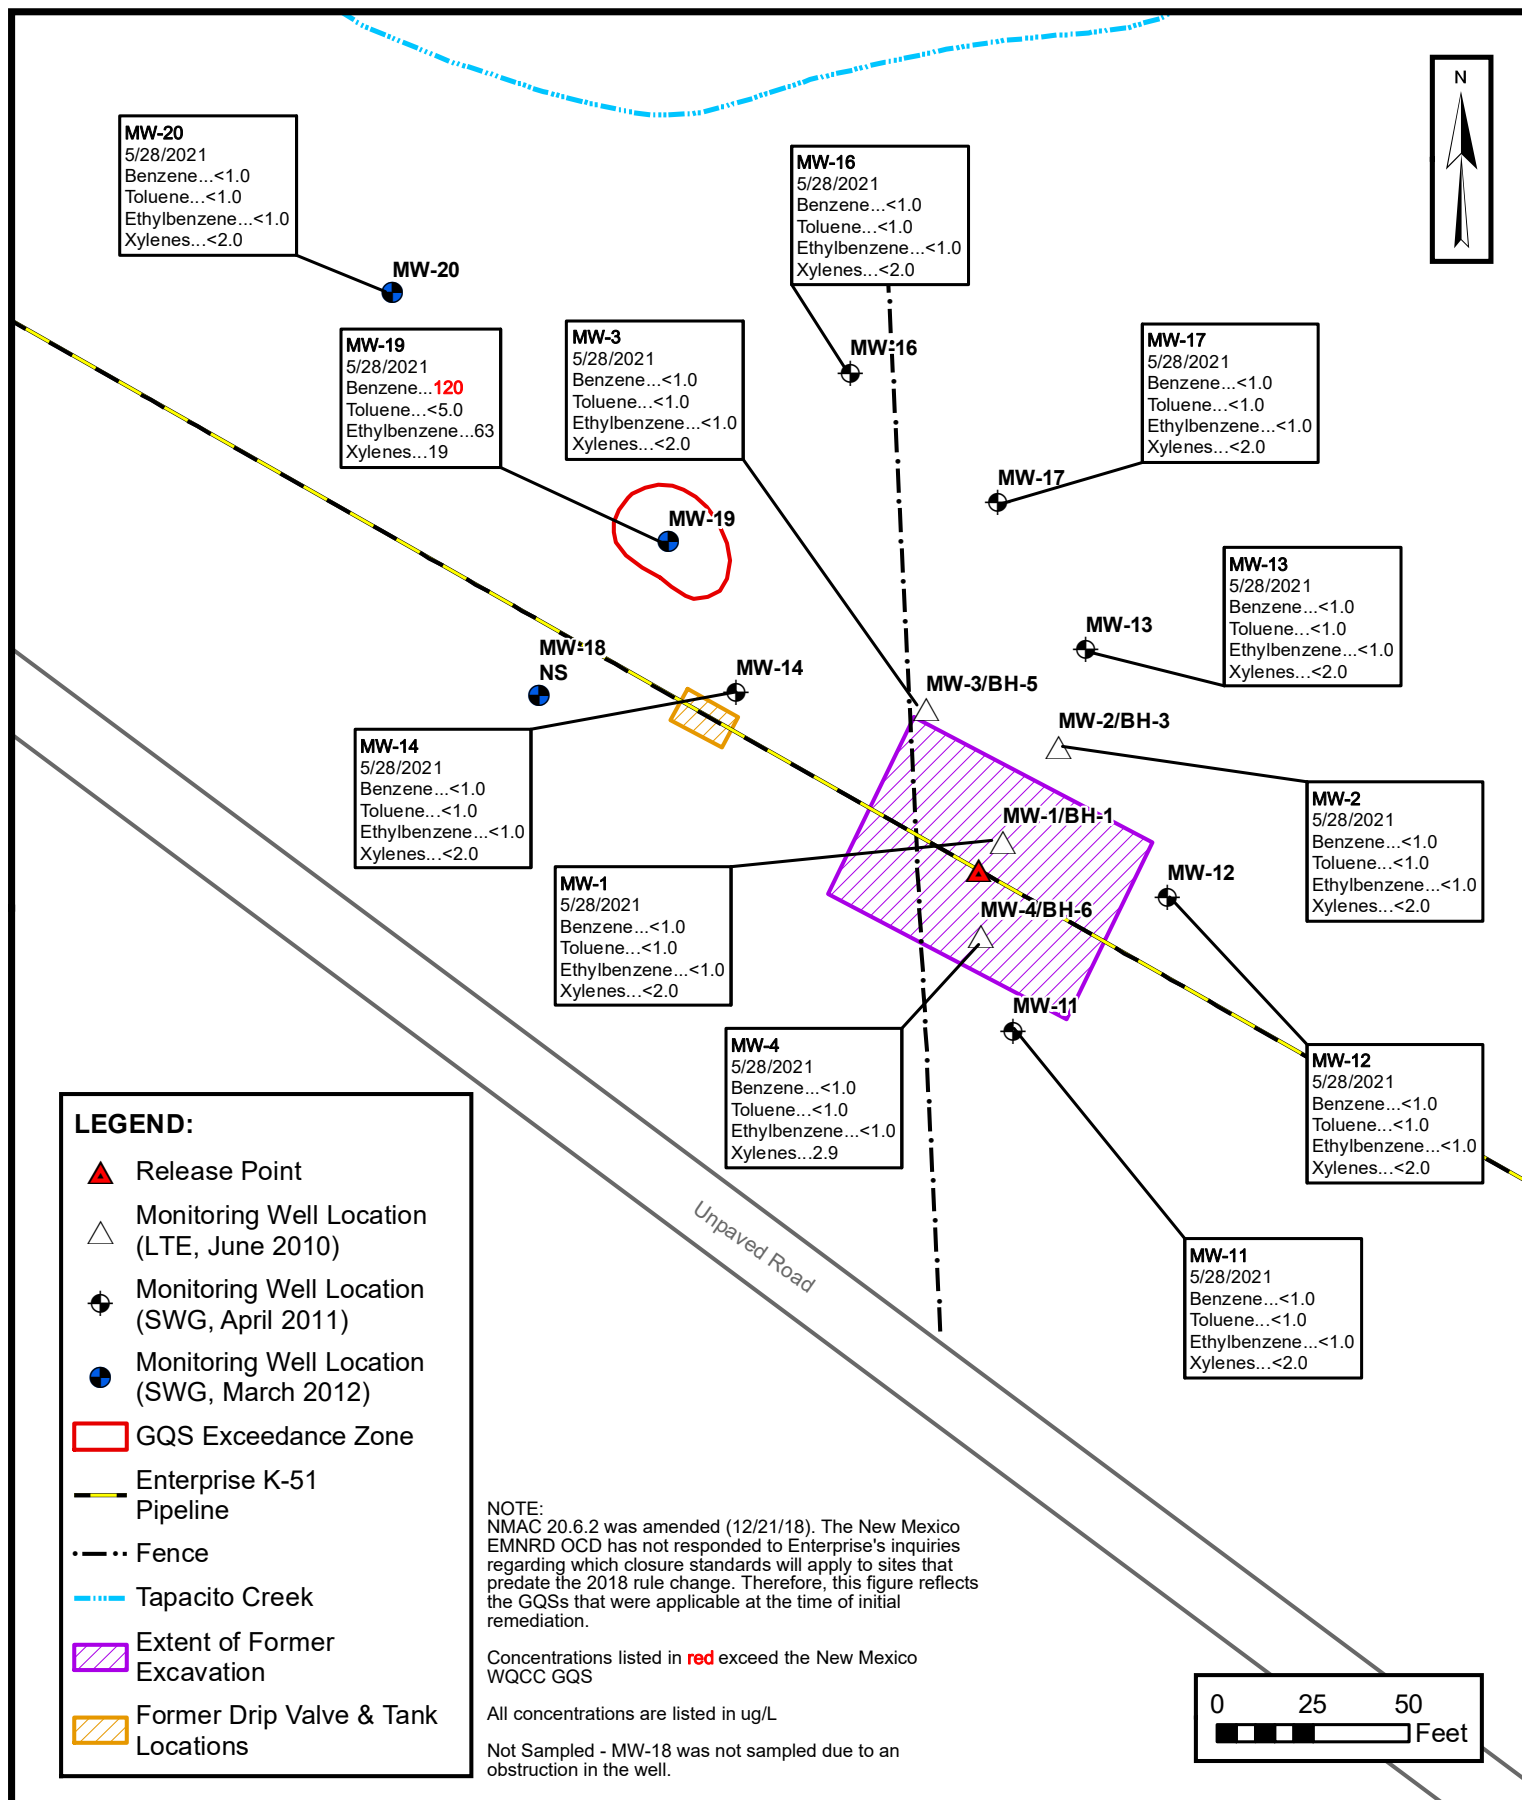 N
MW-20
5/28/2021
Benzene...<1.0
Toluene...<1.0
Ethylbenzene...<1.0
Xylenes...<2.0
MW-20
MW-16
5/28/2021
Benzene...<1.0
Toluene...<1.0
Ethylbenzene...<1.0
Xylenes...<2.0
MW-16
MW-19
5/28/2021
Benzene...120
Toluene...<5.0
Ethylbenzene...63
Xylenes...19
MW-19
MW-3
5/28/2021
Benzene...<1.0
Toluene...<1.0
Ethylbenzene...<1.0
Xylenes...<2.0
MW-17
5/28/2021
Benzene...<1.0
Toluene...<1.0
Ethylbenzene...<1.0
Xylenes...<2.0
MW-17
MW-13
5/28/2021
Benzene...<1.0
Toluene...<1.0
Ethylbenzene...<1.0
Xylenes...<2.0
MW-13
MW-18
NS
MW-14
MW-3/BH-5
MW-2/BH-3
MW-14
5/28/2021
Benzene...<1.0
Toluene...<1.0
Ethylbenzene...<1.0
Xylenes...<2.0
MW-2
5/28/2021
Benzene...<1.0
Toluene...<1.0
Ethylbenzene...<1.0
Xylenes...<2.0
MW-1/BH-1
MW-12
MW-1
5/28/2021
Benzene...<1.0
Toluene...<1.0
Ethylbenzene...<1.0
Xylenes...<2.0
MW-4/BH-6
MW-11
MW-4
5/28/2021
Benzene...<1.0
Toluene...<1.0
Ethylbenzene...<1.0
Xylenes...2.9
MW-12
5/28/2021
Benzene...<1.0
Toluene...<1.0
Ethylbenzene...<1.0
Xylenes...<2.0
MW-11
5/28/2021
Benzene...<1.0
Toluene...<1.0
Ethylbenzene...<1.0
Xylenes...<2.0
Unpaved Road
LEGEND:
Release Point
Monitoring Well Location
(LTE, June 2010)
Monitoring Well Location
(SWG, April 2011)
Monitoring Well Location
(SWG, March 2012)
GQS Exceedance Zone
Enterprise K-51
Pipeline
Fence
Tapacito Creek
Extent of Former
Excavation
Former Drip Valve & Tank
Locations
NOTE:
NMAC 20.6.2 was amended (12/21/18). The New Mexico
EMNRD OCD has not responded to Enterprise's inquiries
regarding which closure standards will apply to sites that
predate the 2018 rule change. Therefore, this figure reflects
the GQSs that were applicable at the time of initial
remediation.
Concentrations listed in red exceed the New Mexico
WQCC GQS
All concentrations are listed in ug/L
Not Sampled - MW-18 was not sampled due to an
obstruction in the well.
0 25 50
Feet